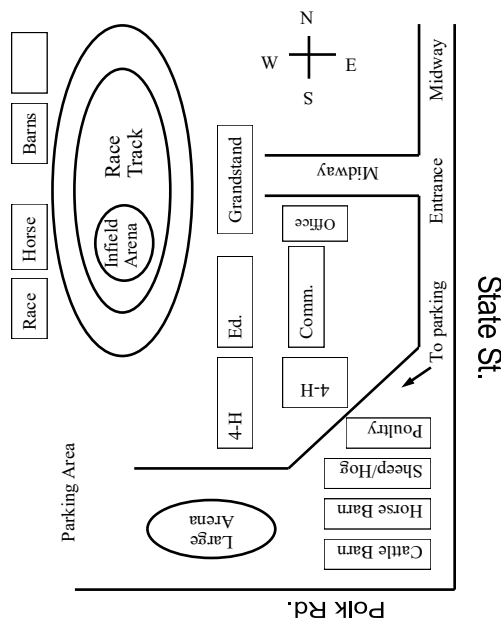 N
W
E
S
Midway
Barns
Race
Track
Grandstand
Midway
Entrance
Office
Horse
Infield
Arena
State St.
Race
Ed.
Comm.
To parking
4-H
4-H
Poultry
Parking Area
Sheep/Hog
Large
Arena
Horse Barn
Cattle Barn
Polk Rd.